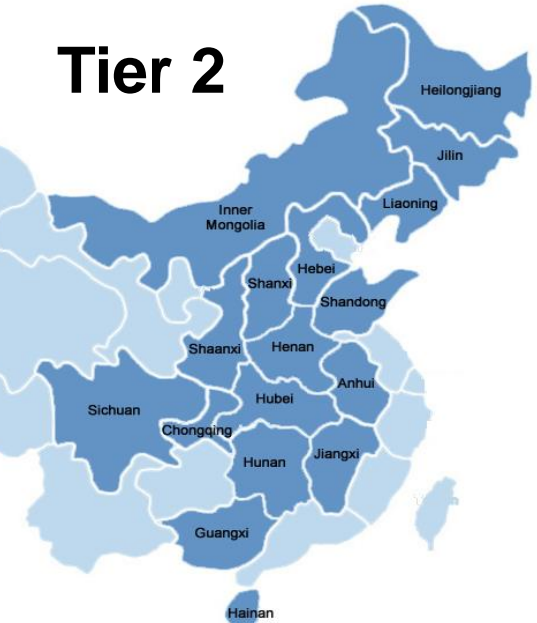 Tier 2
Heilongjiang
Jilin
Liaoning
Inner
Mongolia
Hebei
Shanxi
Shandong
Shaanxi
Henan
Anhui
Hubei
Sichuan
Chongqing
Jiangxi
Hunan
Guangxi
Hainan